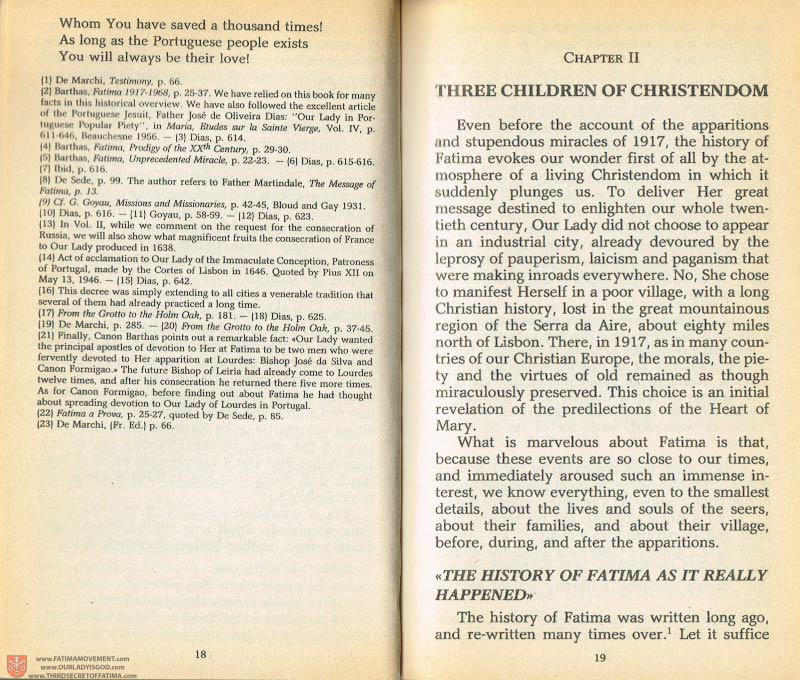 Whom You have saved a thousand times!
As long as the Portuguese people exists
You will always be their love!
(1) De Marchi, Testimony, p. 66.
(2) Barthas, Fatima 1917-1968, p. 25-37. We have relied on this book for many
facts in this historical overview. We have also followed the excellent article
of the Portuguese Jesuit, Father José de Oliveira Dias: "Our Lady in Por-
tuguese Popular Piety", in Maria, Etudes sur la Sainte Vierge, Vol. IV, p.
611-646, Beauchesne 1956. — (3) Dias, p. 614.
(4) Barthas, Fatima, Prodigy of the XXth Century, p. 29-30.
(5) Barthas, Fatima, Unprecedented Miracle, p. 22-23. — (6) Dias, p. 615-616.
(7) Ibid, p. 616.
(8) De Sede, p. 99. The author refers to Father Martindale, The Message of
Fatima, p. 13.
(9) Cf. G. Goyau, Missions and Missionaries, p. 42-45, Bloud and Gay 1931.
(10) Dias, p. 616. — (11) Goyau, p. 58-59. — (12) Dias, p. 623.
(13) In Vol. II, while we comment on the request for the consecration of
Russia, we will also show what magnificent fruits the consecration of France
to Our Lady produced in 1638.
(14) Act of acclamation to Our Lady of the Immaculate Conception, Patroness
of Portugal, made by the Cortes of Lisbon in 1646. Quoted by Pius XII on
May 13, 1946. — (15) Dias, p. 642.
(16) This decree was simply extending to all cities a venerable tradition that
several of them had already practiced a long time.
(17) From the Grotto to the Holm Oak, p. 181. — (18) Dias, p. 625.
(19) De Marchi, p. 285. — (20) From the Grotto to the Holm Oak, p. 37-45.
(21) Finally, Canon Barthas points out a remarkable fact: «Our Lady wanted
the principal apostles of devotion to Her at Fatima to be two men who were
fervently devoted to Her apparition at Lourdes: Bishop José da Silva and
Canon Formigao.» The future Bishop of Leiria had already come to Lourdes
twelve times, and after his consecration he returned there five more times.
As for Canon Formigao, before finding out about Fatima he had thought
about spreading devotion to Our Lady of Lourdes in Portugal.
(22) Fatima a Prova, p. 25-27, quoted by De Sede, p. 85.
(23) De Marchi, (Fr. Ed.) p. 66.
18
www.FATIMAMOVEMENT.com
www.OURLADYISGOD.com
www.THIRDSECRETOFFATIMA.com
CHAPTER II
THREE CHILDREN OF CHRISTENDOM
Even before the account of the apparitions
and stupendous miracles of 1917, the history of
Fatima evokes our wonder first of all by the at-
mosphere of a living Christendom in which it
suddenly plunges us. To deliver Her great
message destined to enlighten our whole twen-
tieth century, Our Lady did not choose to appear
in an industrial city, already devoured by the
leprosy of pauperism, laicism and paganism that
were making inroads everywhere. No, She chose
to manifest Herself in a poor village, with a long
Christian history, lost in the great mountainous
region of the Serra da Aire, about eighty miles
north of Lisbon. There, in 1917, as in many coun-
tries of our Christian Europe, the morals, the pie-
ty and the virtues of old remained as though
miraculously preserved. This choice is an initial
revelation of the predilections of the Heart of
Mary.
What is marvelous about Fatima is that,
because these events are so close to our times,
and immediately aroused such an immense in-
terest, we know everything, even to the smallest
details, about the lives and souls of the seers,
about their families, and about their village,
before, during, and after the apparitions.
«THE HISTORY OF FATIMA AS IT REALLY
HAPPENED»
The history of Fatima was written long ago,
and re-written many times over.1 Let it suffice
19